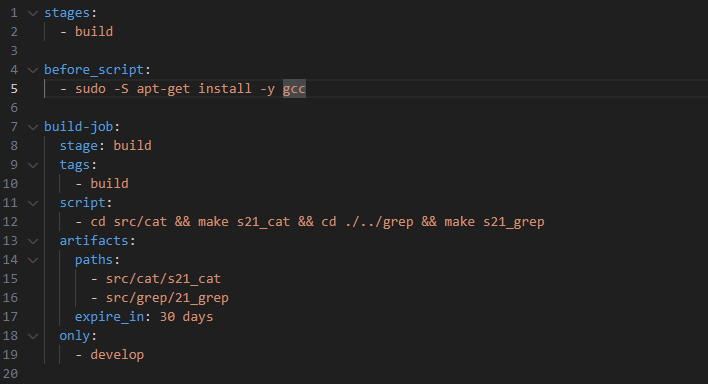 1 stages:
2   - build
3
4 before_script:
5   - sudo -S apt-get install -y gcc
6
7 build-job:
8   stage: build
9   tags:
10     - build
11   script:
12     - cd src/cat && make s21_cat && cd ./../grep && make s21_grep
13   artifacts:
14     paths:
15       - src/cat/s21_cat
16       - src/grep/21_grep
17     expire_in: 30 days
18   only:
19     - develop
20